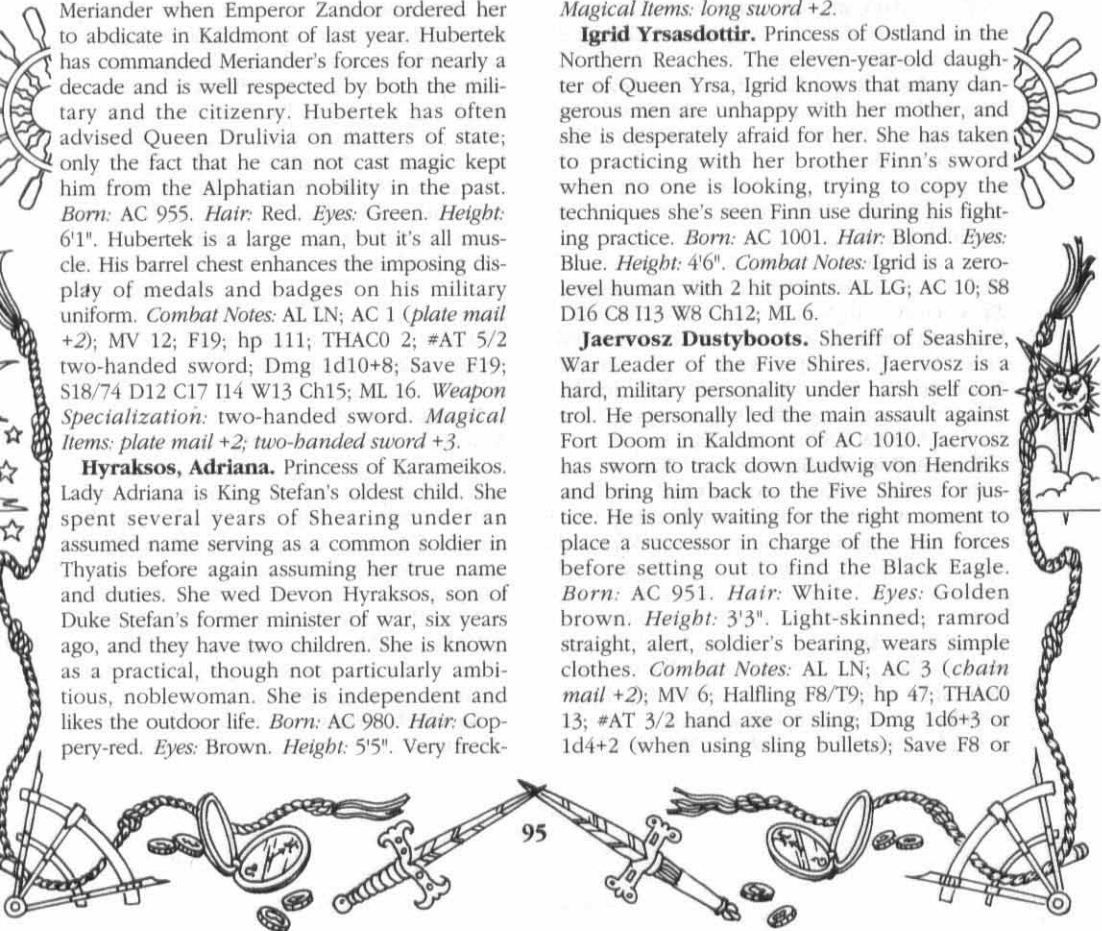 Meriander when Emperor Zandor ordered her
to abdicate in Kaldmont of last year. Hubertek
has commanded Meriander's forces for nearly a
decade and is well respected by both the mili-
tary and the citizenry. Hubertek has often
advised Queen Drulivia on matters of state;
only the fact that he can not cast magic kept
him from the Alphatian nobility in the past.
Born: AC 955. Hair: Red. Eyes: Green. Height:
6'1". Hubertek is a large man, but it's all mus-
cle. His barrel chest enhances the imposing dis-
play of medals and badges on his military
uniform. Combat Notes: AL LN; AC 1 (plate mail
+2); MV 12; F19; hp 111; THAC0 2; #AT 5/2
two-handed sword; Dmg 1d10+8; Save F19;
S18/74 D12 C17 I14 W13 Ch15; ML 16. Weapon
Specialization: two-handed sword. Magical
Items: plate mail +2; two-handed sword +3.
Hyraksos, Adriana. Princess of Karameikos.
Lady Adriana is King Stefan's oldest child. She
spent several years of Shearing under an
assumed name serving as a common soldier in
Thyatis before again assuming her true name
and duties. She wed Devon Hyraksos, son of
Duke Stefan's former minister of war, six years
ago, and they have two children. She is known
as a practical, though not particularly ambi-
tious, noblewoman. She is independent and
likes the outdoor life. Born: AC 980. Hair: Cop-
pery-red. Eyes: Brown. Height: 5'5". Very freck-
Magical Items: long sword +2.
Igrid Yrsasdottir. Princess of Ostland in the
Northern Reaches. The eleven-year-old daugh-
ter of Queen Yrsa, Igrid knows that many dan-
gerous men are unhappy with her mother, and
she is desperately afraid for her. She has taken
to practicing with her brother Finn's sword
when no one is looking, trying to copy the
techniques she's seen Finn use during his fight-
ing practice. Born: AC 1001. Hair: Blond. Eyes:
Blue. Height: 4'6". Combat Notes: Igrid is a zero-
level human with 2 hit points. AL LG; AC 10; S8
D16 C8 I13 W8 Ch12; ML 6.
Jaervosz Dustyboots. Sheriff of Seashire,
War Leader of the Five Shires. Jaervosz is a
hard, military personality under harsh self con-
trol. He personally led the main assault against
Fort Doom in Kaldmont of AC 1010. Jaervosz
has sworn to track down Ludwig von Hendriks
and bring him back to the Five Shires for jus-
tice. He is only waiting for the right moment to
place a successor in charge of the Hin forces
before setting out to find the Black Eagle.
Born: AC 951. Hair: White. Eyes: Golden
brown. Height: 3'3". Light-skinned; ramrod
straight, alert, soldier's bearing, wears simple
clothes. Combat Notes: AL LN; AC 3 (chain
mail +2); MV 6; Halfling F8/T9; hp 47; THAC0
13; #AT 3/2 hand axe or sling; Dmg 1d6+3 or
1d4+2 (when using sling bullets); Save F8 or
95